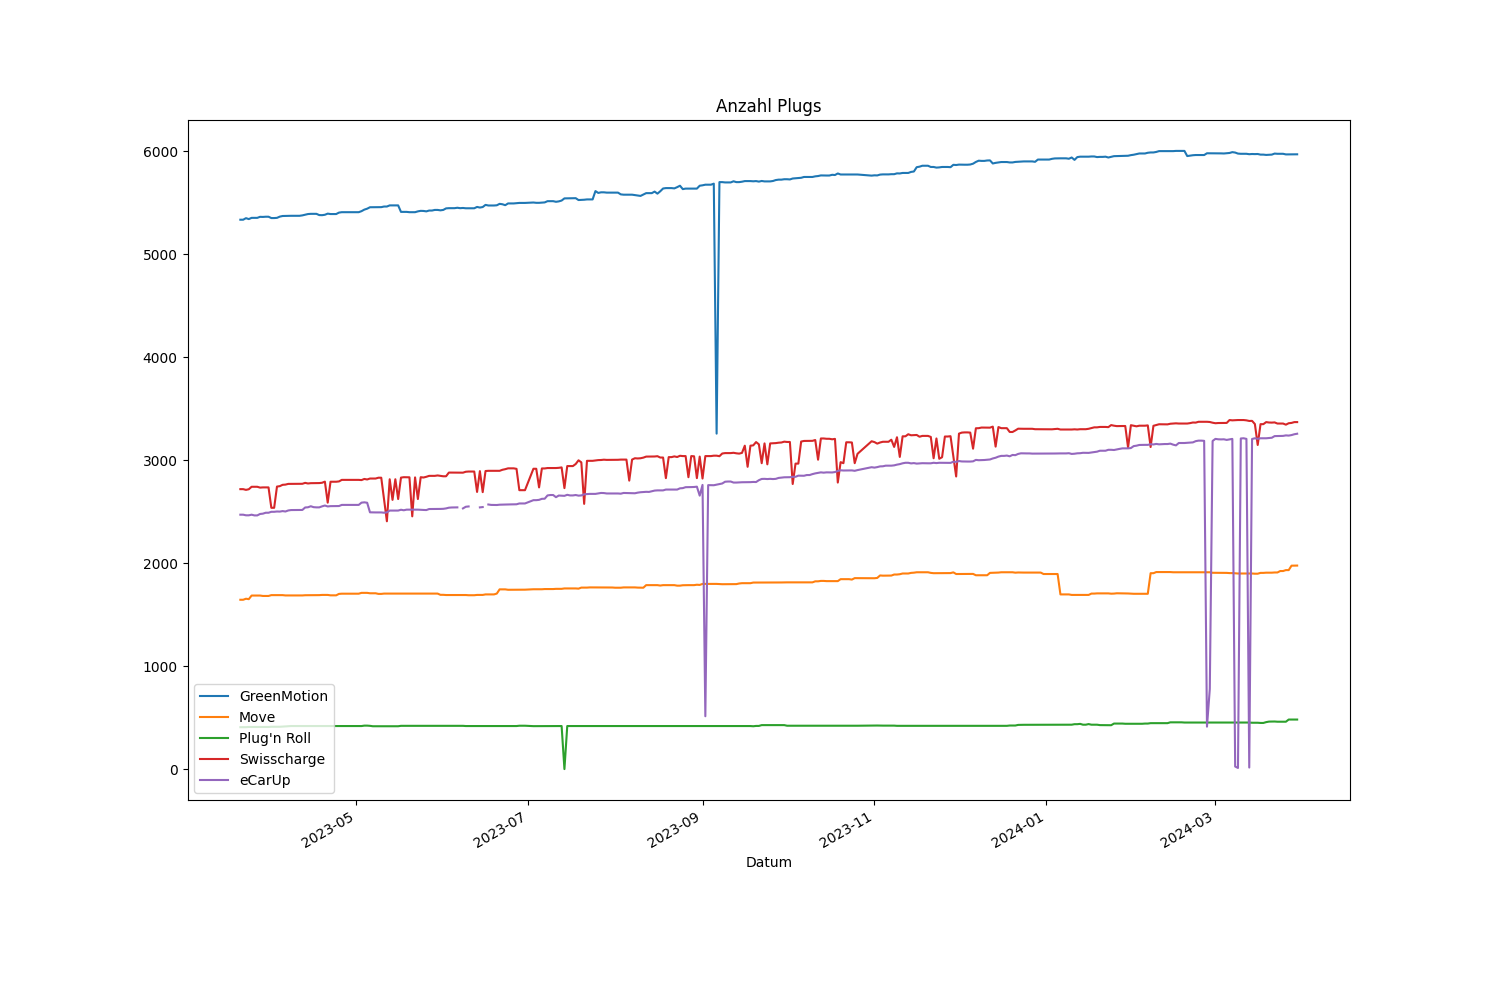 Anzahl Plugs
6000
5000
4000
3000
2000
1000
0
GreenMotion
Move
Plug'n Roll
Swisscharge
eCarUp
2023-05
2023-07
2023-09
2023-11
2024-01
2024-03
Datum